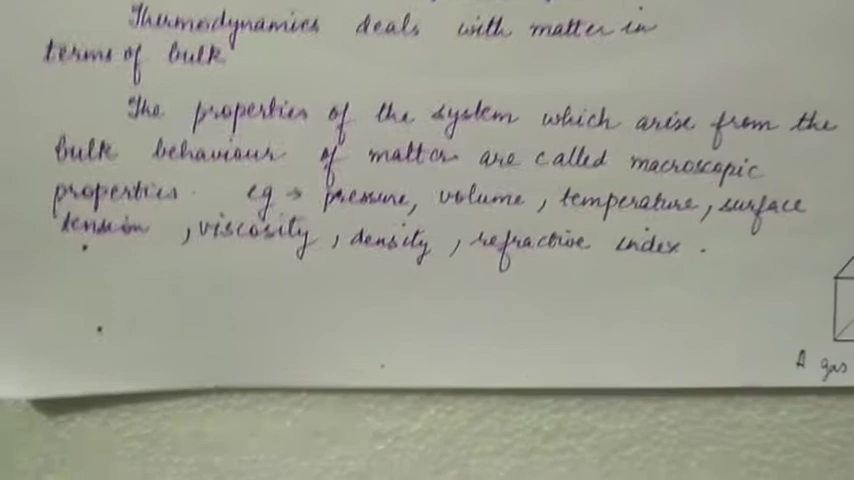 Thermodynamics deals with matter in
terms of bulk
The properties of the system which arise from the
bulk behaviour of matter are called macroscopic
properties. eg → pressure, volume, temperature, surface
tension, viscosity, density, refractive index.
A gas